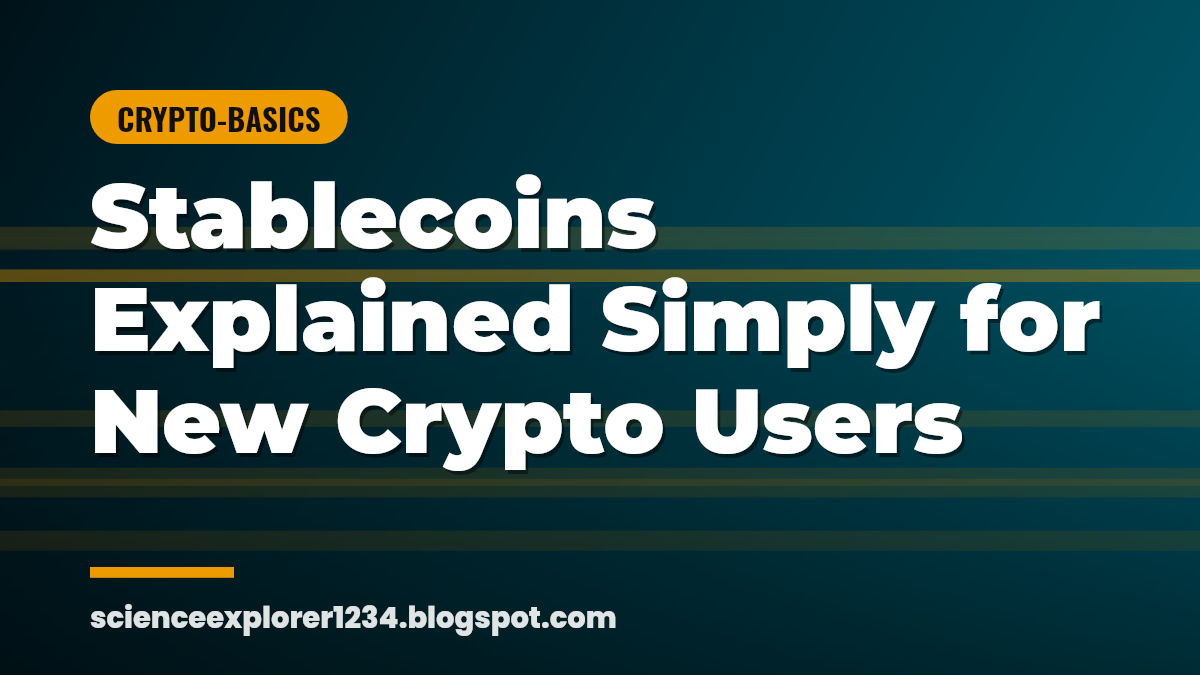 CRYPTO-BASICS
Stablecoins
Explained Simply for
New Crypto Users
scienceexplorer1234.blogspot.com